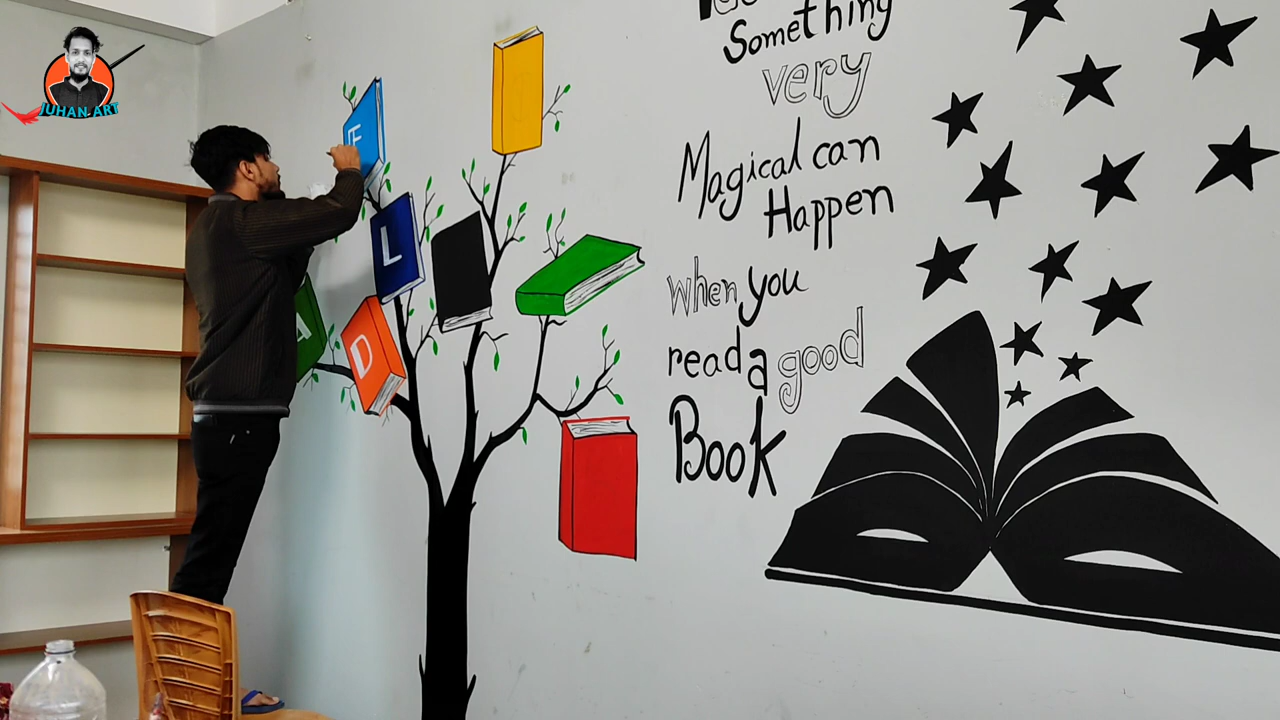 JUHAN ART
E
L
D
Something
very
Magical can
Happen
when you
read a good
Book